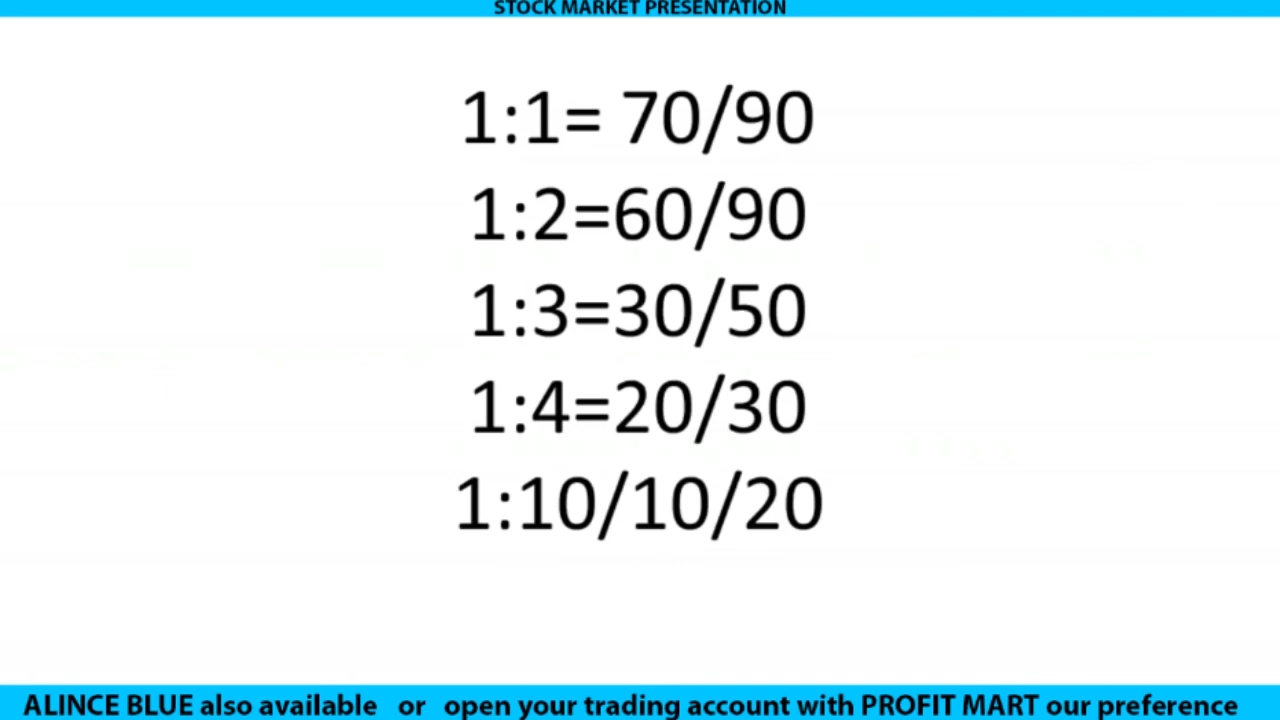 STOCK MARKET PRESENTATION
1:1= 70/90
1:2=60/90
1:3=30/50
1:4=20/30
1:10/10/20
ALINCE BLUE also available or open your trading account with PROFIT MART our preference